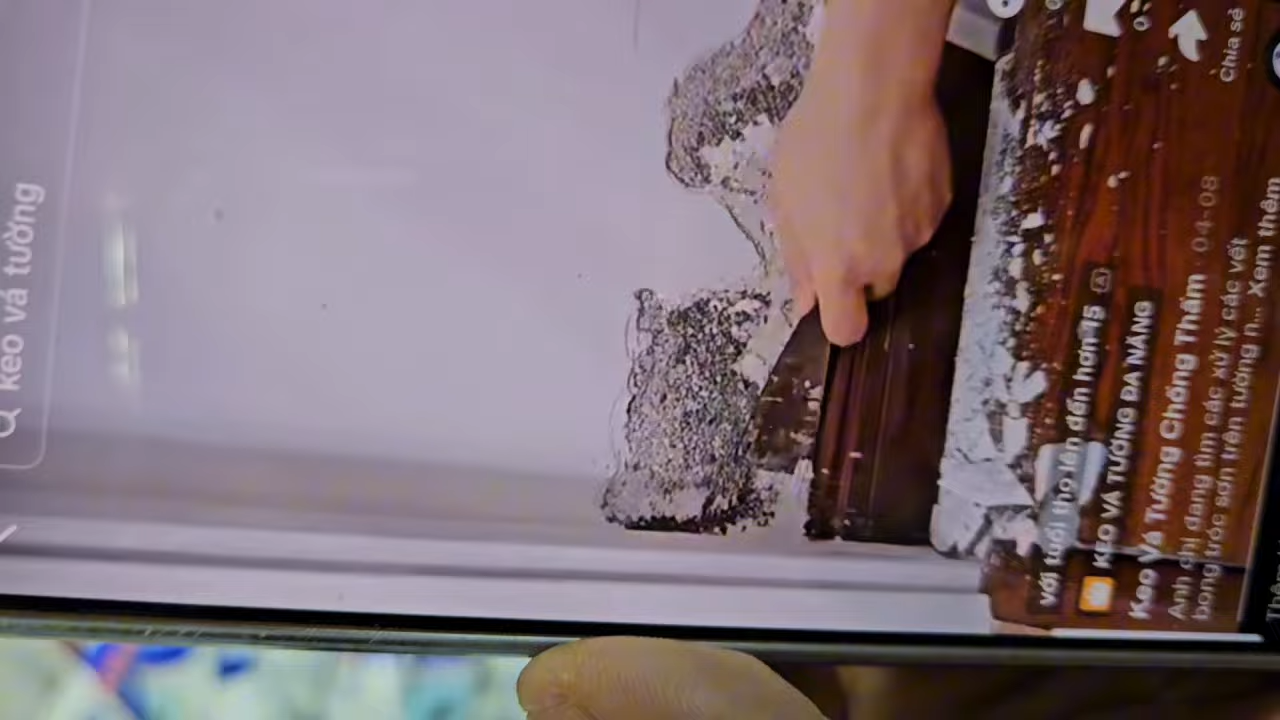 keo vá tường
Chia sẻ
với tuổi thọ lên đến hơn 15
KEO VÁ TƯỜNG ĐA NĂNG
Keo Vá Tường Chống Thấm · 04-08
Anh chị đang tìm các xử lý các vết
bong tróc sơn trên tường n... Xem thêm